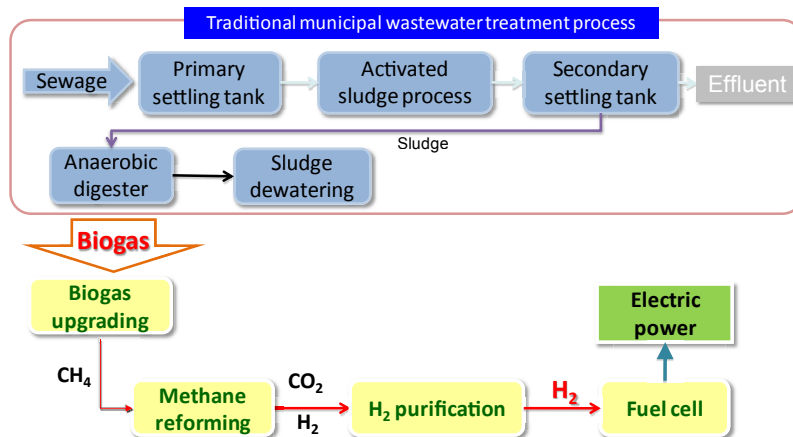 Traditional municipal wastewater treatment process
Sewage
Primary
settling tank
Activated
sludge process
Secondary
settling tank
Effluent
Sludge
Anaerobic
digester
Sludge
dewatering
Biogas
Biogas
upgrading
Electric
power
CH₄
Methane
reforming
CO₂
H₂
H₂ purification
H₂
Fuel cell